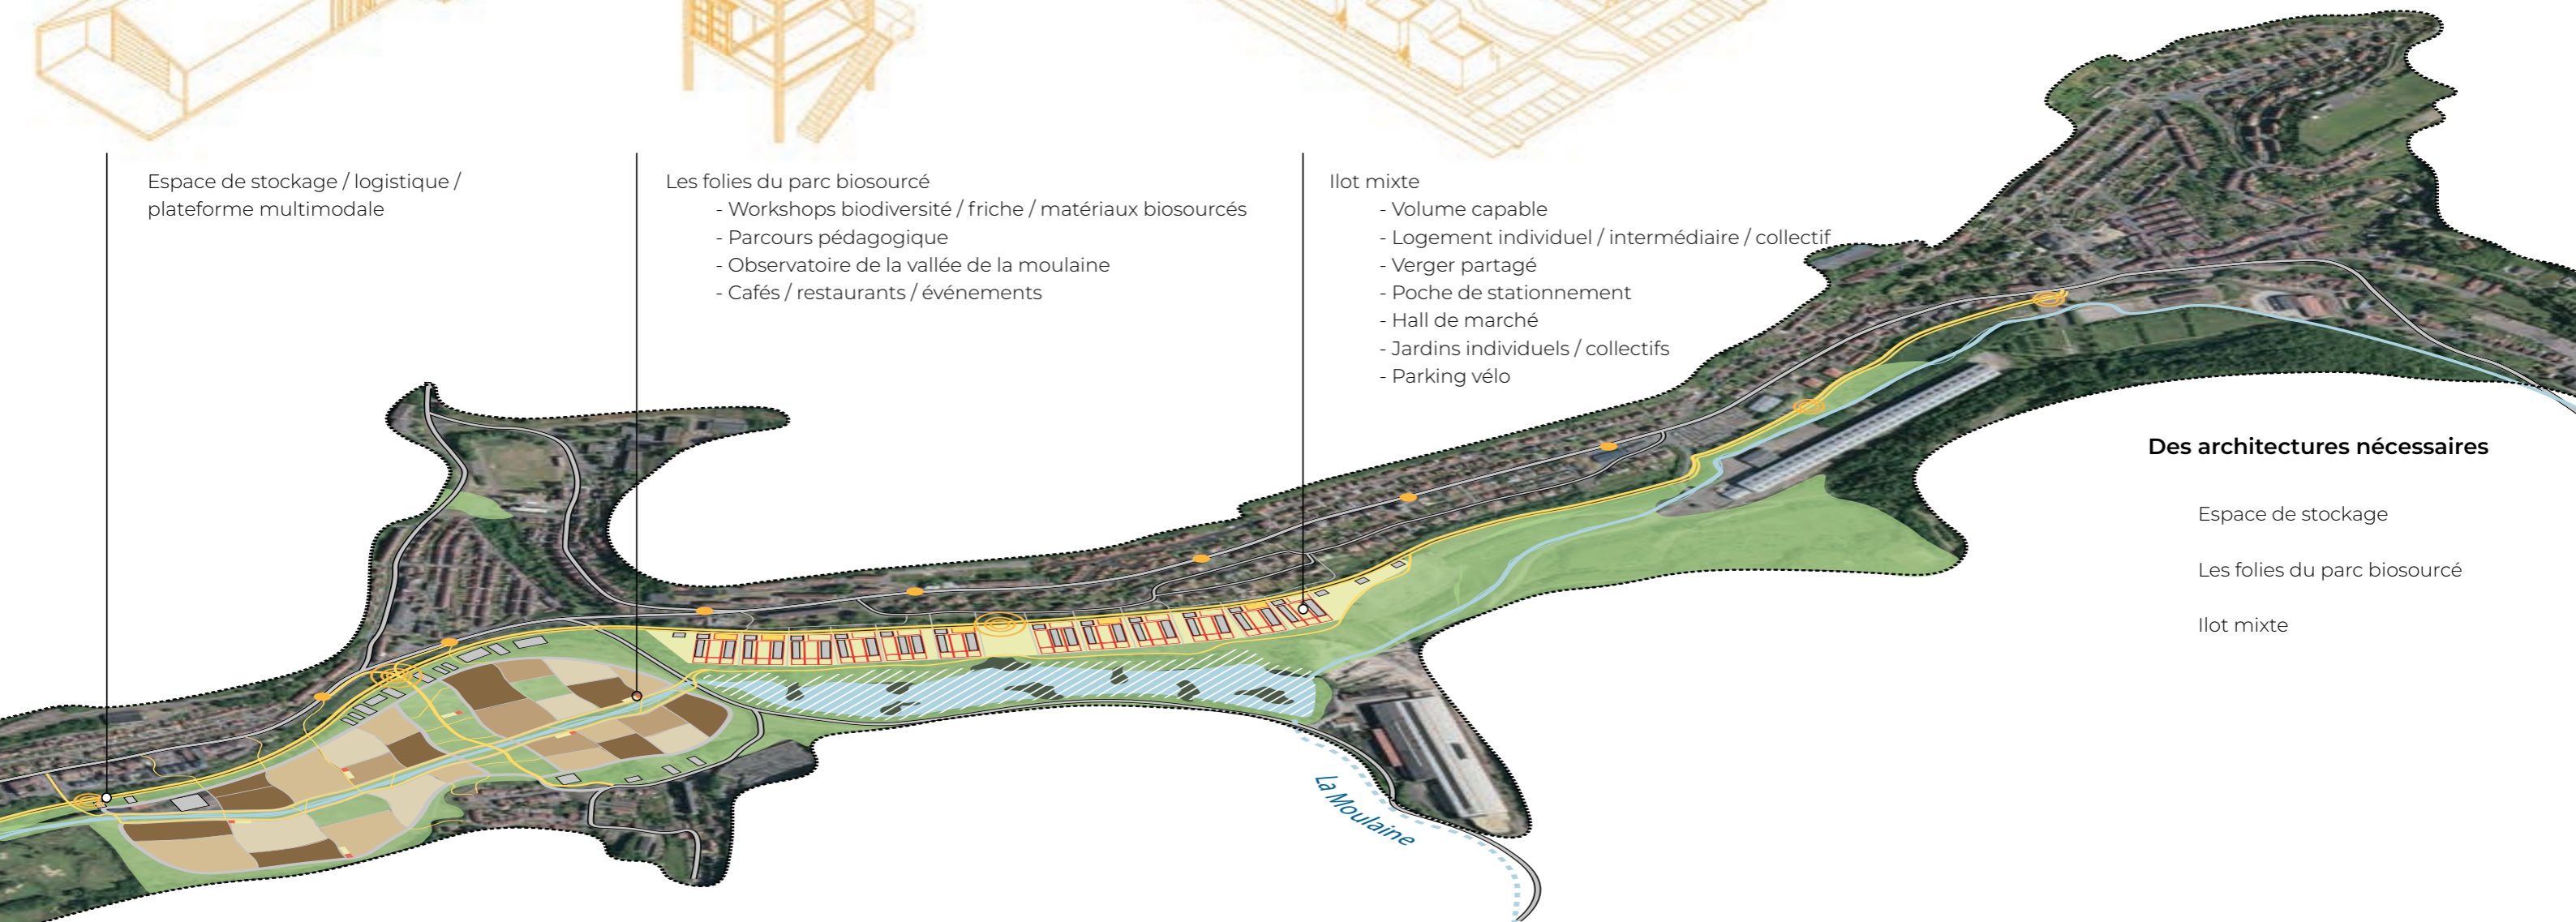 Espace de stockage / logistique /
plateforme multimodale
Les folies du parc biosourcé
- Workshops biodiversité / friche / matériaux biosourcés
- Parcours pédagogique
- Observatoire de la vallée de la moulaine
- Cafés / restaurants / événements
Ilot mixte
- Volume capable
- Logement individuel / intermédiaire / collectif
- Verger partagé
- Poche de stationnement
- Hall de marché
- Jardins individuels / collectifs
- Parking vélo
Des architectures nécessaires
Espace de stockage
Les folies du parc biosourcé
Ilot mixte
La Moulaine